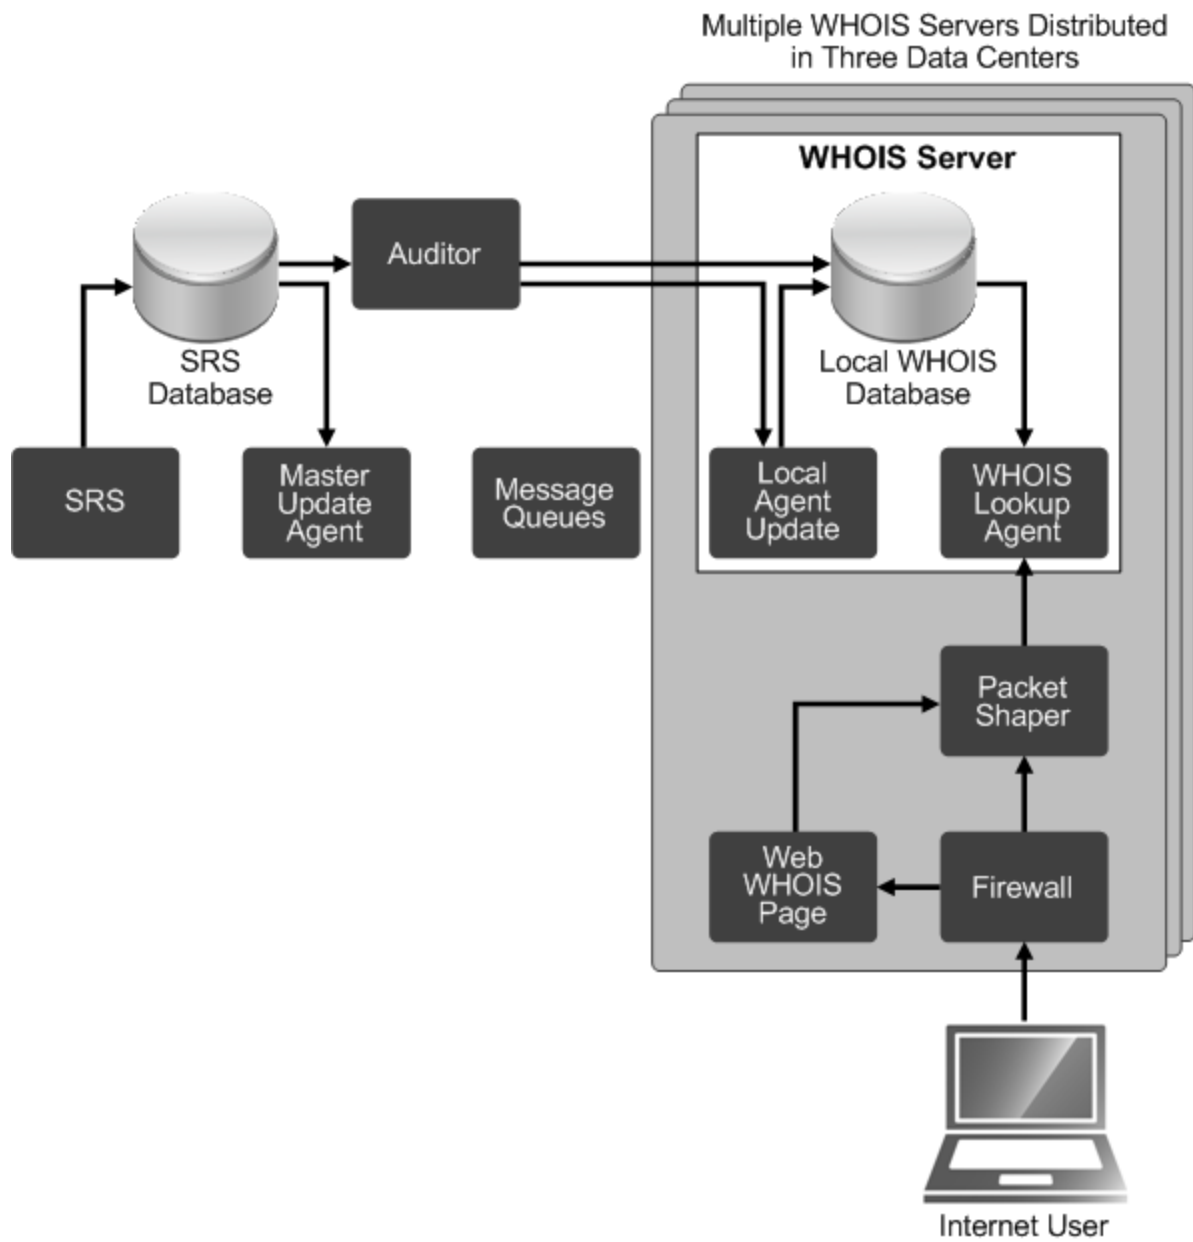 Multiple WHOIS Servers Distributed
in Three Data Centers
WHOIS Server
Auditor
SRS
Database
Local WHOIS
Database
SRS
Master
Update
Agent
Message
Queues
Local
Agent
Update
WHOIS
Lookup
Agent
Packet
Shaper
Web
WHOIS
Page
Firewall
Internet User